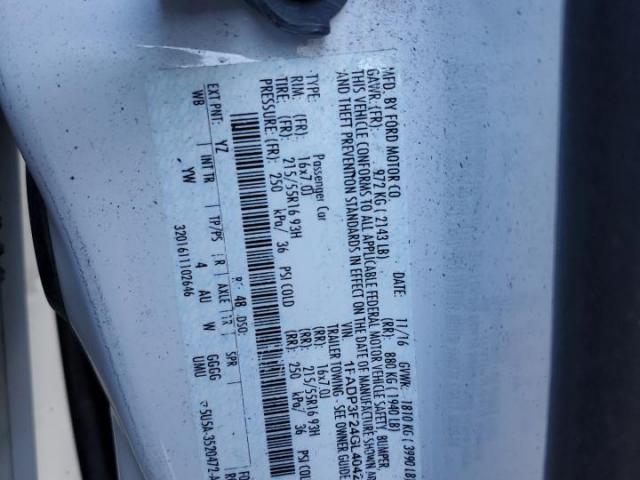 MFD. BY FORD MOTOR CO.
DATE: 11/16 GVWR: 1810 KG ( 3990 LB
GAWR: (FR): 972 KG ( 2143 LB) (RR): 880 KG ( 1940 LB)
THIS VEHICLE CONFORMS TO ALL APPLICABLE FEDERAL MOTOR VEHICLE SAFETY, BUMPER,
AND THEFT PREVENTION STANDARDS IN EFFECT ON THE DATE OF MANUFACTURE SHOWN
VIN: 1FADP3F24GL4042
TYPE: Passenger Car TRAILER TOWING - SEE OWNER GUIDE
RIM: (FR): 16x7.0J (RR): 16x7.0J
TIRE: (FR): 215/55R16 93H (RR): 215/55R16 93H
PRESSURE: (FR): 250 kPa/ 36 PSI COLD (RR): 250 kPa/ 36 PSI COLD
EXT PNT: YZ R: 48 DSO:
WB INT TR TP/PS R AXLE TR SPR
YW 4 AU W GGGG
UMU
3201611102646 5U5A-3520472-A